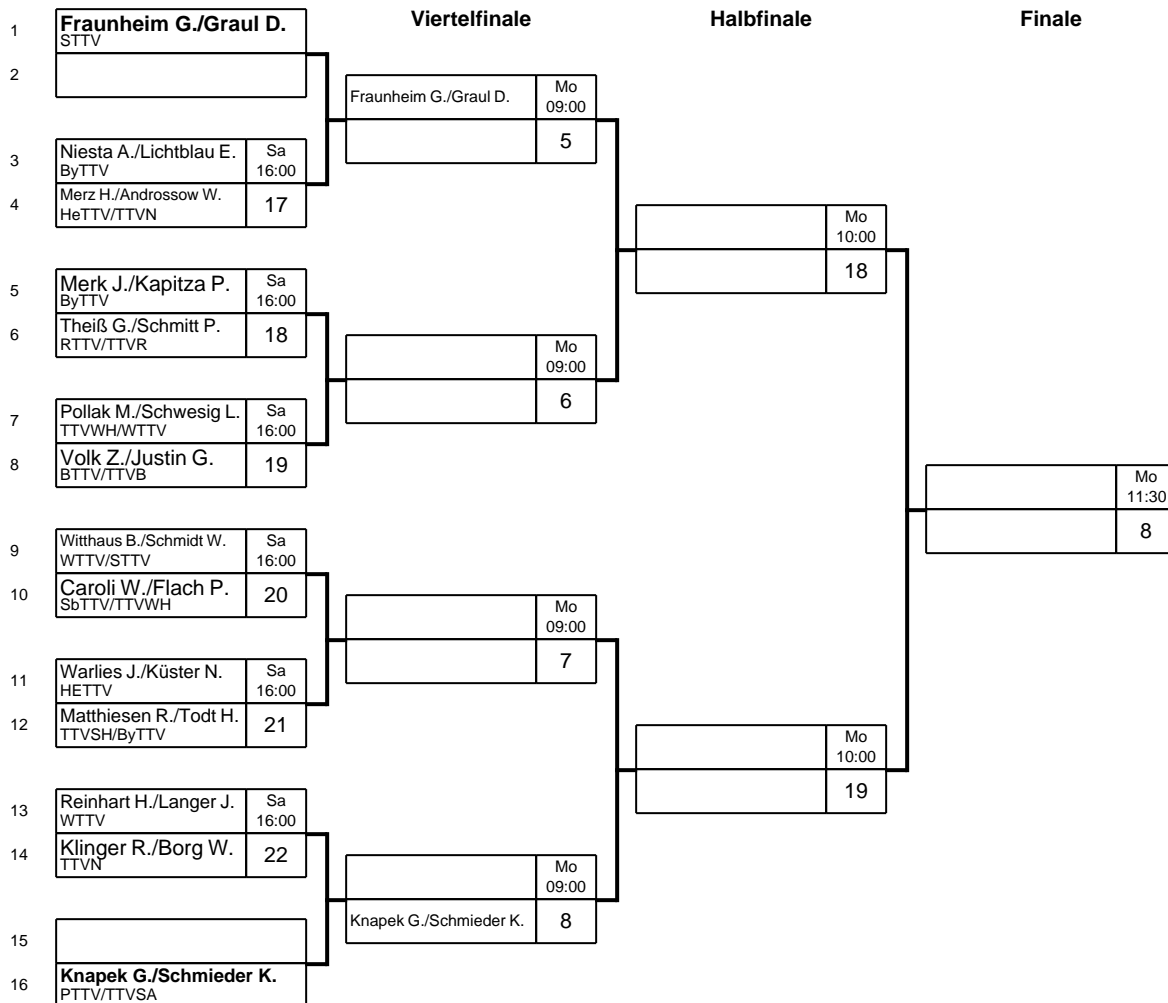 Viertelfinale
Halbfinale
Finale
1
Fraunheim G./Graul D.
STTV
2
3
Niesta A./Lichtblau E.
ByTTV
Sa
16:00
4
Merz H./Androssow W.
HeTTV/TTVN
17
5
Merk J./Kapitza P.
ByTTV
Sa
16:00
6
Theiß G./Schmitt P.
RTTV/TTVR
18
7
Pollak M./Schwesig L.
TTVWH/WTTV
Sa
16:00
8
Volk Z./Justin G.
BTTV/TTVB
19
9
Witthaus B./Schmidt W.
WTTV/STTV
Sa
16:00
10
Caroli W./Flach P.
SbTTV/TTVWH
20
11
Warlies J./Küster N.
HETTV
Sa
16:00
12
Matthiesen R./Todt H.
TTVSH/ByTTV
21
13
Reinhart H./Langer J.
WTTV
Sa
16:00
14
Klinger R./Borg W.
TTVN
22
15
16
Knapek G./Schmieder K.
PTTV/TTVSA
Fraunheim G./Graul D.
Mo
09:00
5
Mo
09:00
6
Mo
09:00
7
Mo
09:00
Knapek G./Schmieder K.
8
Mo
10:00
18
Mo
10:00
19
Mo
11:30
8